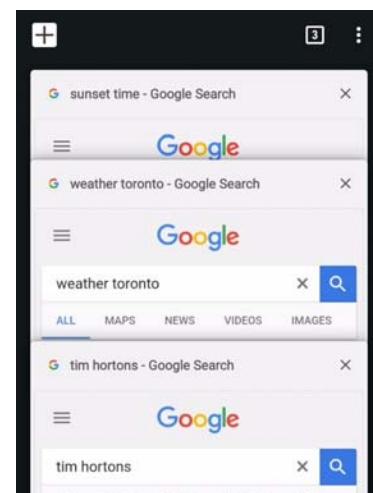 3
sunset time - Google Search
Google
weather toronto - Google Search
Google
weather toronto
ALL MAPS NEWS VIDEOS IMAGES
tim hortons - Google Search
Google
tim hortons